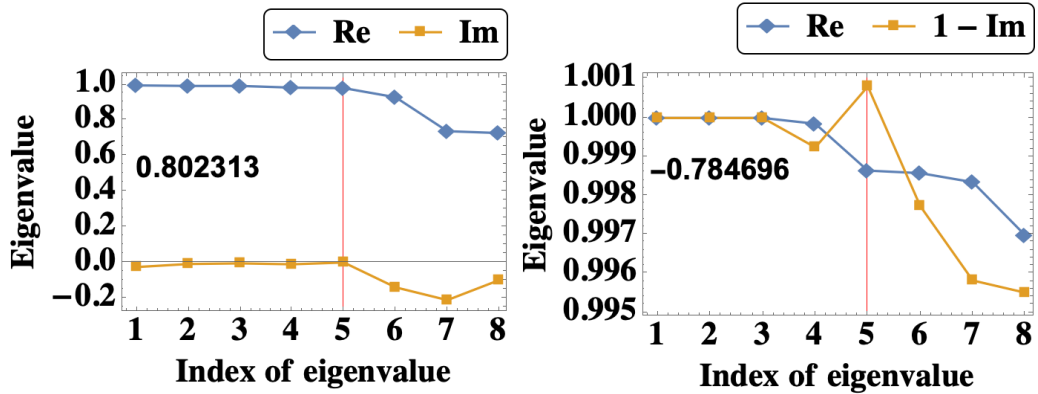 Re Im
Eigenvalue
1.0
0.8
0.6
0.4
0.2
0.0
−0.2
0.802313
1 2 3 4 5 6 7 8
Index of eigenvalue
Re 1 − Im
Eigenvalue
1.001
1.000
0.999
0.998
0.997
0.996
0.995
−0.784696
1 2 3 4 5 6 7 8
Index of eigenvalue